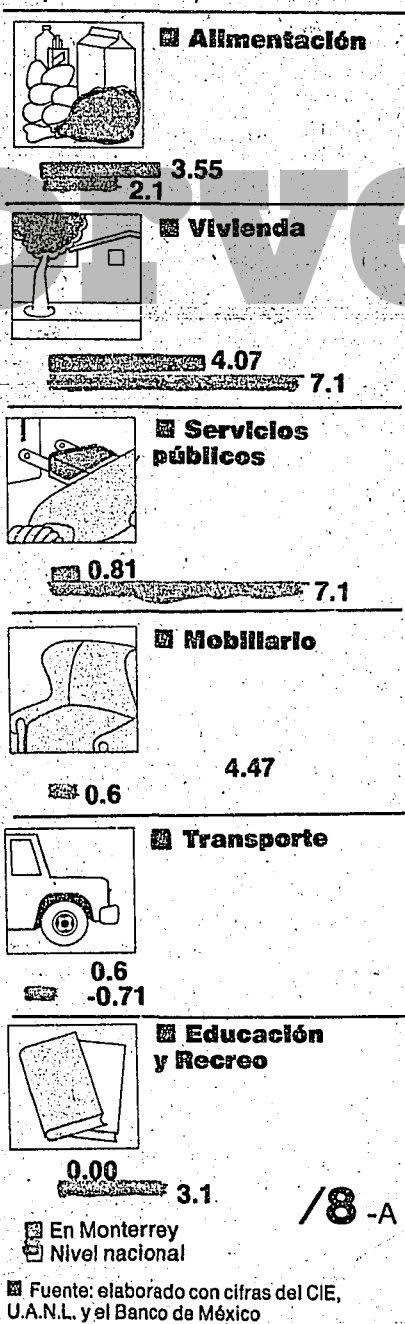 Alimentación
3.55
2.1
Vivienda
4.07
7.1
Servicios
públicos
0.81
7.1
Mobiliario
4.47
0.6
Transporte
0.6
-0.71
Educación
y Recreo
0.00
3.1
/8-A
En Monterrey
Nivel nacional
Fuente: elaborado con cifras del CIE,
U.A.N.L. y el Banco de México